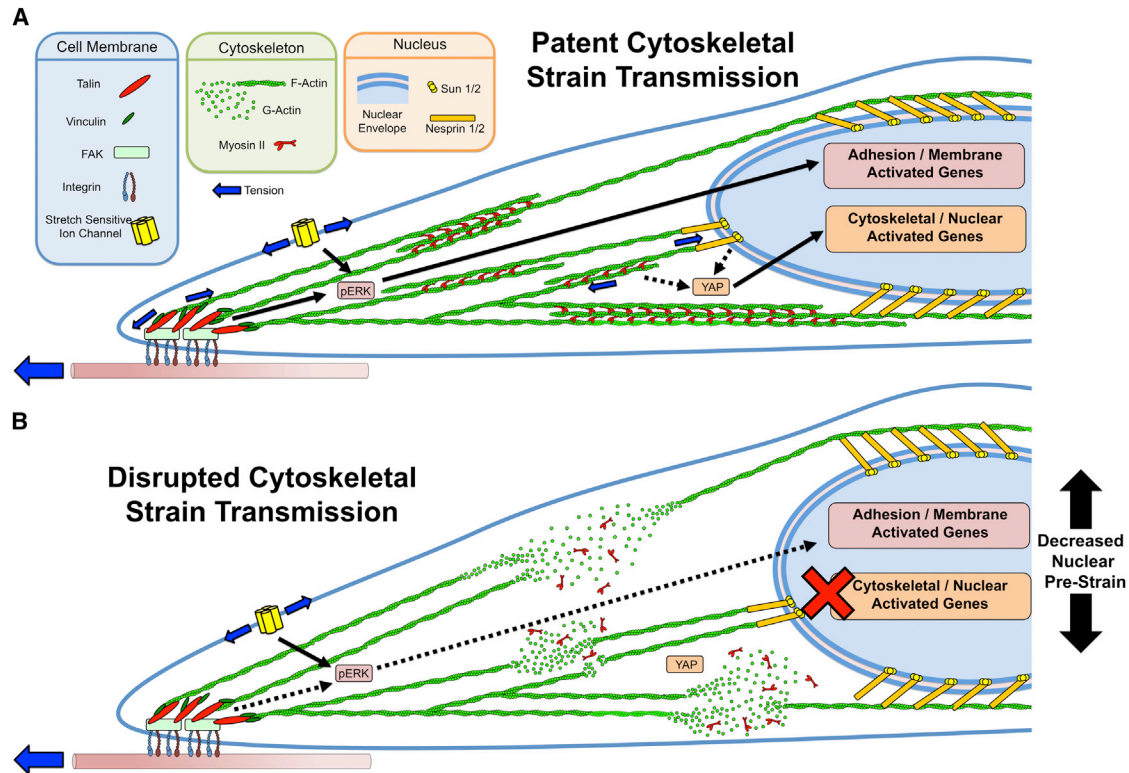 A
Cell Membrane
Talin
Vinculin
FAK
Integrin
Stretch Sensitive
Ion Channel
Cytoskeleton
F-Actin
G-Actin
Myosin II
Nucleus
Nuclear
Envelope
Sun 1/2
Nesprin 1/2
Tension
Patent Cytoskeletal
Strain Transmission
Adhesion / Membrane
Activated Genes
Cytoskeletal / Nuclear
Activated Genes
pERK
YAP
B
Disrupted Cytoskeletal
Strain Transmission
Adhesion / Membrane
Activated Genes
Cytoskeletal / Nuclear
Activated Genes
Decreased
Nuclear
Pre-Strain
pERK
YAP